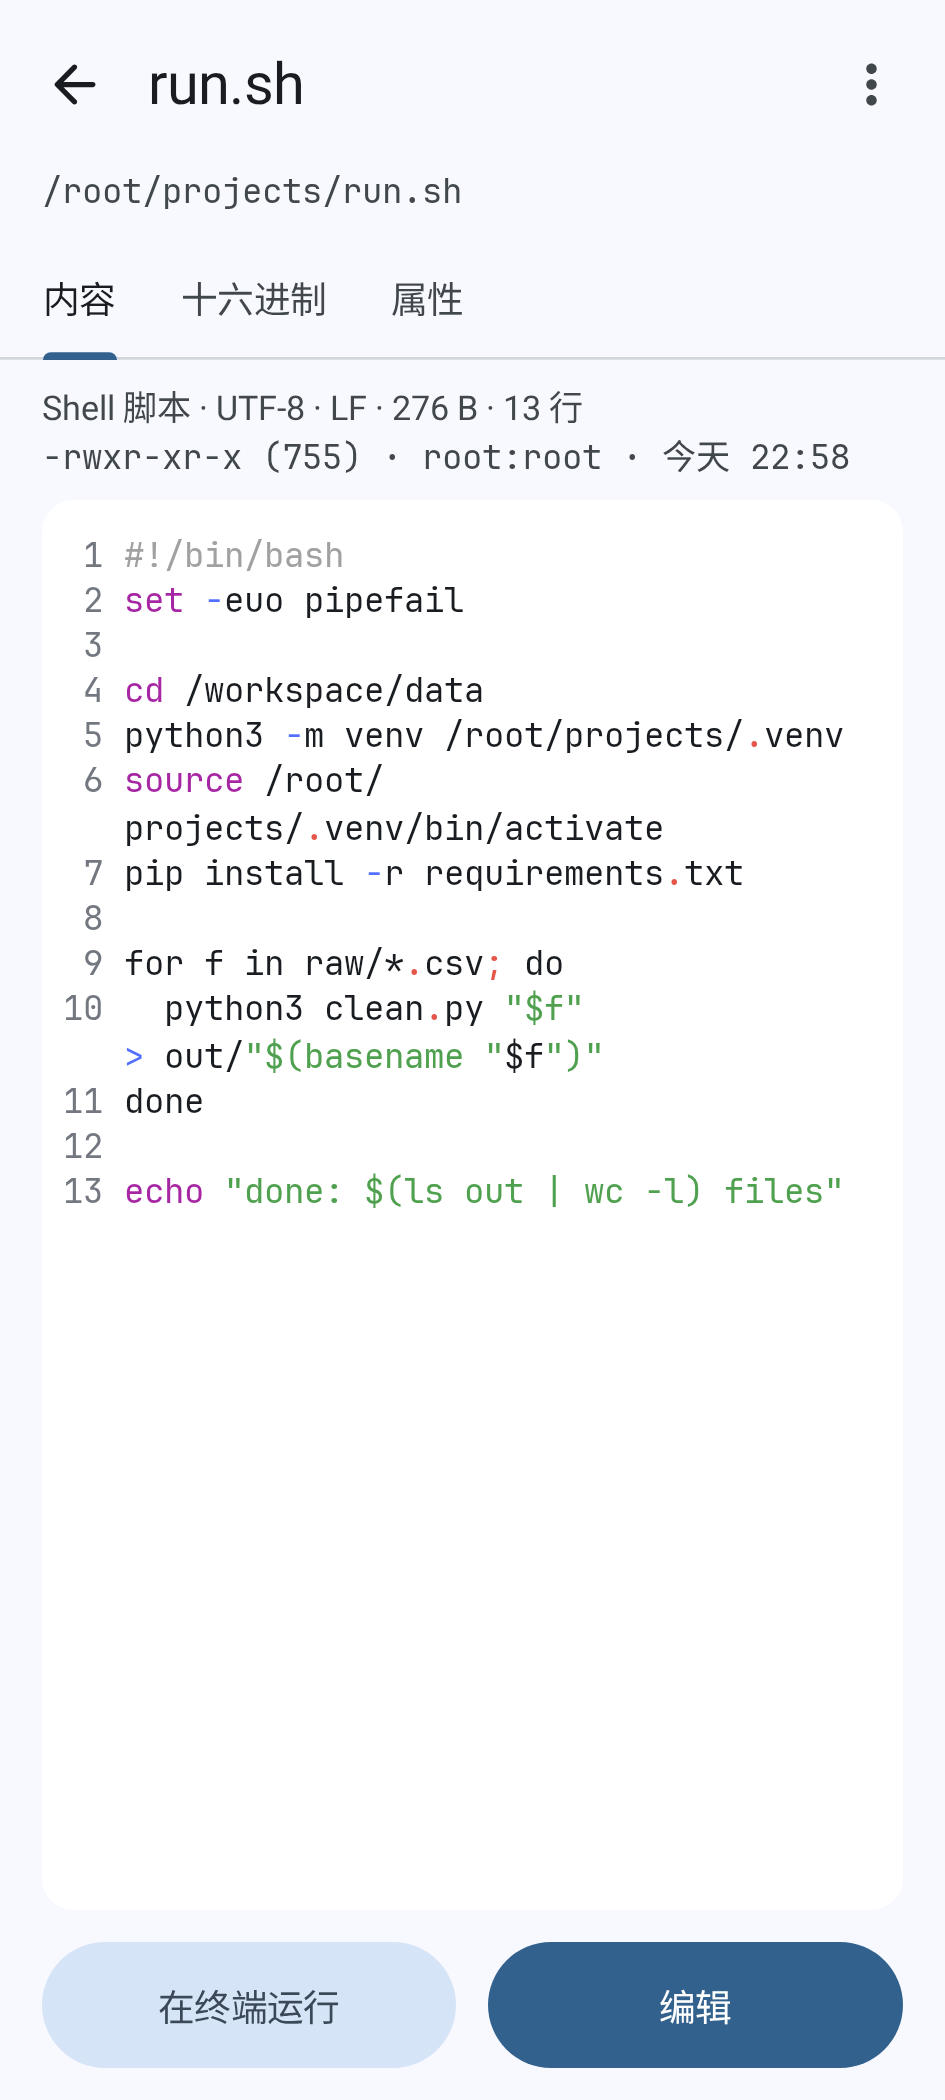 run.sh
/root/projects/run.sh
内容 十六进制 属性
Shell 脚本 · UTF-8 · LF · 276 B · 13 行
-rwxr-xr-x (755) · root:root · 今天 22:58
1 #!/bin/bash
2 set -euo pipefail
3
4 cd /workspace/data
5 python3 -m venv /root/projects/.venv
6 source /root/
projects/.venv/bin/activate
7 pip install -r requirements.txt
8
9 for f in raw/*.csv; do
10   python3 clean.py "$f"
> out/"$(basename "$f")"
11 done
12
13 echo "done: $(ls out | wc -l) files"
在终端运行 编辑